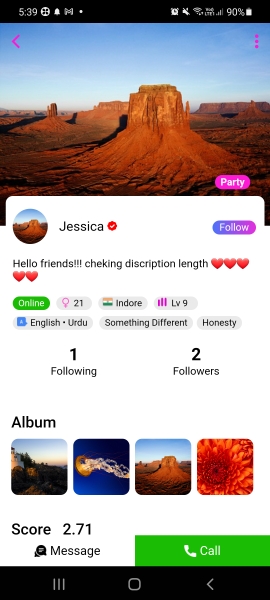 5:39
90%
Party
Jessica
Follow
Hello friends!!! cheking discription length ❤️❤️❤️
❤️❤️
Online
21
Indore
Lv 9
English • Urdu
Something Different
Honesty
1
2
Following
Followers
Album
Score 2.71
Message
Call